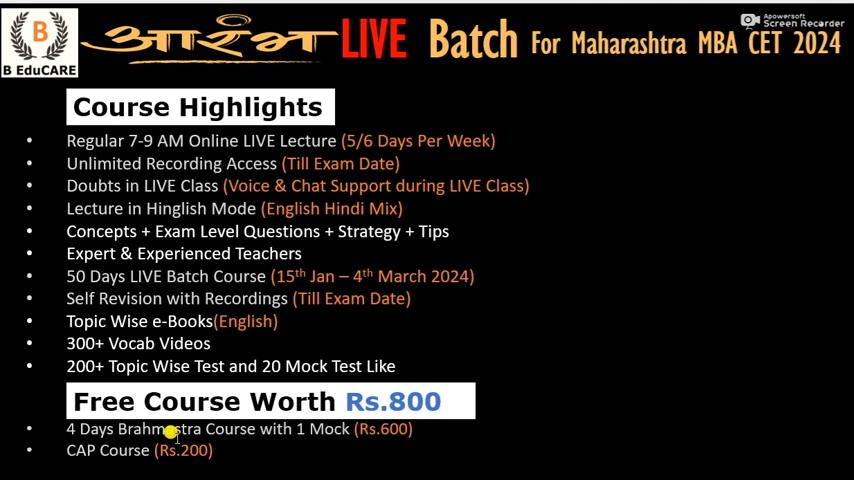 B
B EduCARE
आरंभ LIVE Batch For Maharashtra MBA CET 2024
Apowersoft
Screen Recorder
Course Highlights
• Regular 7-9 AM Online LIVE Lecture (5/6 Days Per Week)
• Unlimited Recording Access (Till Exam Date)
• Doubts in LIVE Class (Voice & Chat Support during LIVE Class)
• Lecture in Hinglish Mode (English Hindi Mix)
• Concepts + Exam Level Questions + Strategy + Tips
• Expert & Experienced Teachers
• 50 Days LIVE Batch Course (15th Jan – 4th March 2024)
• Self Revision with Recordings (Till Exam Date)
• Topic Wise e-Books(English)
• 300+ Vocab Videos
• 200+ Topic Wise Test and 20 Mock Test Like
Free Course Worth Rs.800
• 4 Days Brahmastra Course with 1 Mock (Rs.600)
• CAP Course (Rs.200)